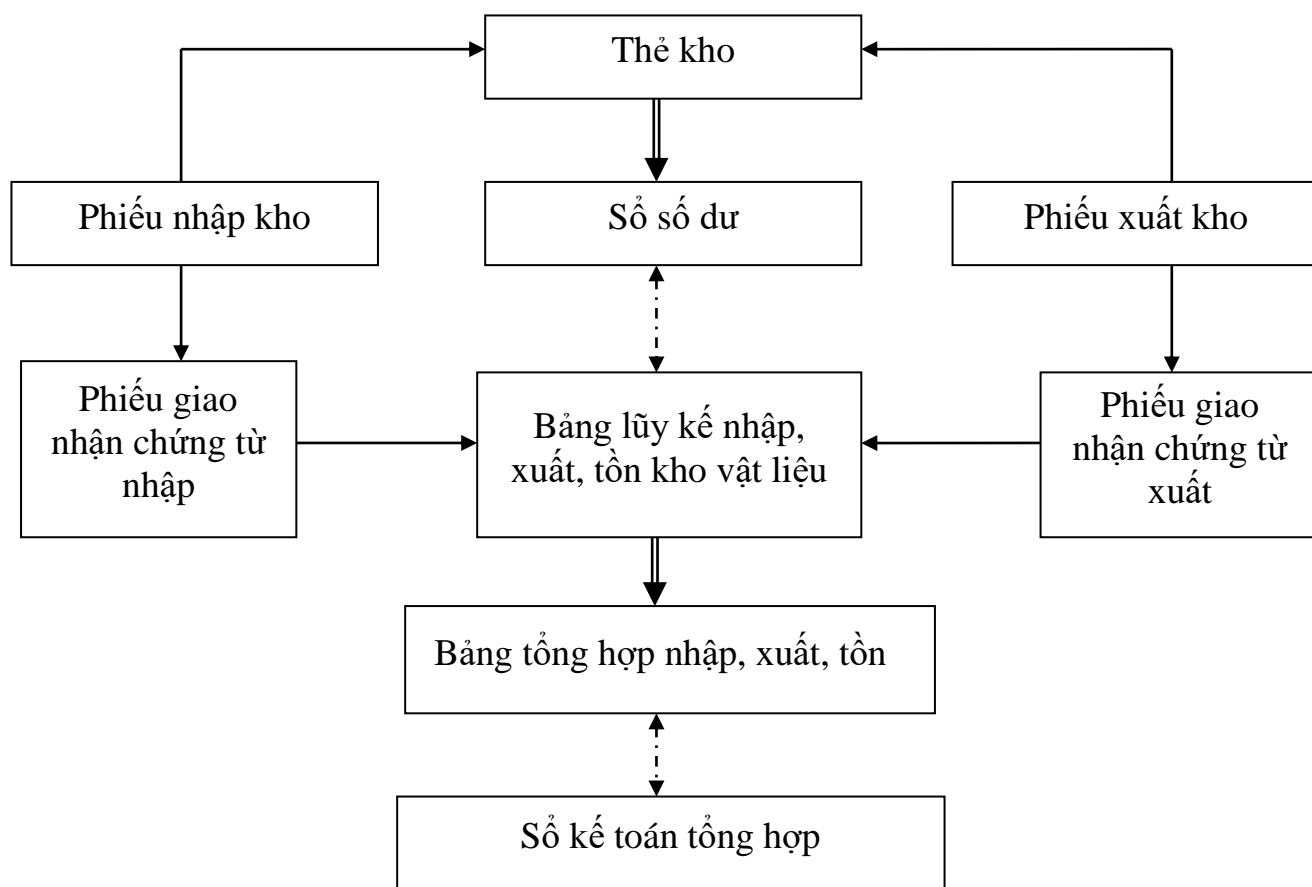 Thẻ kho
Phiếu nhập kho
Sổ số dư
Phiếu xuất kho
Phiếu giao
nhận chứng từ
nhập
Bảng lũy kế nhập,
xuất, tồn kho vật liệu
Phiếu giao
nhận chứng từ
xuất
Bảng tổng hợp nhập, xuất, tồn
Sổ kế toán tổng hợp